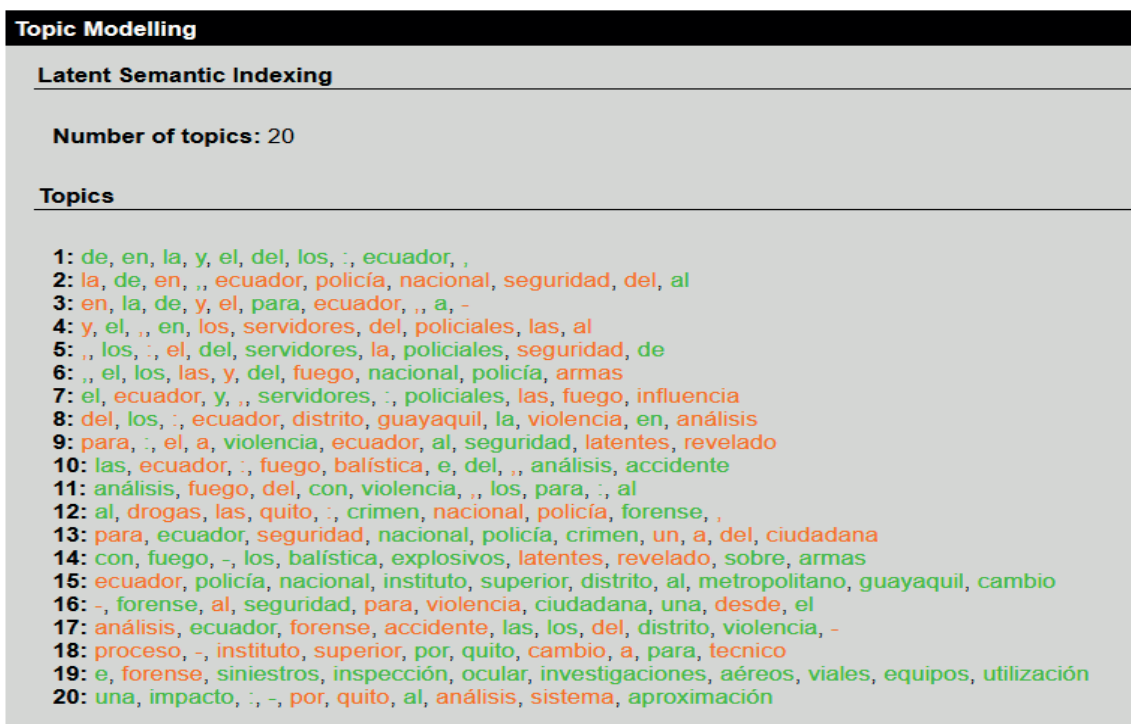 Topic Modelling
Latent Semantic Indexing
Number of topics: 20
Topics
1: de, en, la, y, el, del, los, :, ecuador, ,
2: la, de, en, ,, ecuador, policía, nacional, seguridad, del, al
3: en, la, de, y, el, para, ecuador, ,, a, -
4: y, el, ,, en, los, servidores, del, policiales, las, al
5: ,, los, :, el, del, servidores, la, policiales, seguridad, de
6: ,, el, los, las, y, del, fuego, nacional, policía, armas
7: el, ecuador, y, ,, servidores, :, policiales, las, fuego, influencia
8: del, los, :, ecuador, distrito, guayaquil, la, violencia, en, análisis
9: para, :, el, a, violencia, ecuador, al, seguridad, latentes, revelado
10: las, ecuador, :, fuego, balística, e, del, ,, análisis, accidente
11: análisis, fuego, del, con, violencia, ,, los, para, :, al
12: al, drogas, las, quito, :, crimen, nacional, policía, forense, ,
13: para, ecuador, seguridad, nacional, policía, crimen, un, a, del, ciudadana
14: con, fuego, -, los, balística, explosivos, latentes, revelado, sobre, armas
15: ecuador, policía, nacional, instituto, superior, distrito, al, metropolitano, guayaquil, cambio
16: -, forense, al, seguridad, para, violencia, ciudadana, una, desde, el
17: análisis, ecuador, forense, accidente, las, los, del, distrito, violencia, -
18: proceso, -, instituto, superior, por, quito, cambio, a, para, tecnico
19: e, forense, siniestros, inspección, ocular, investigaciones, aéreos, viales, equipos, utilización
20: una, impacto, :, -, por, quito, al, análisis, sistema, aproximación